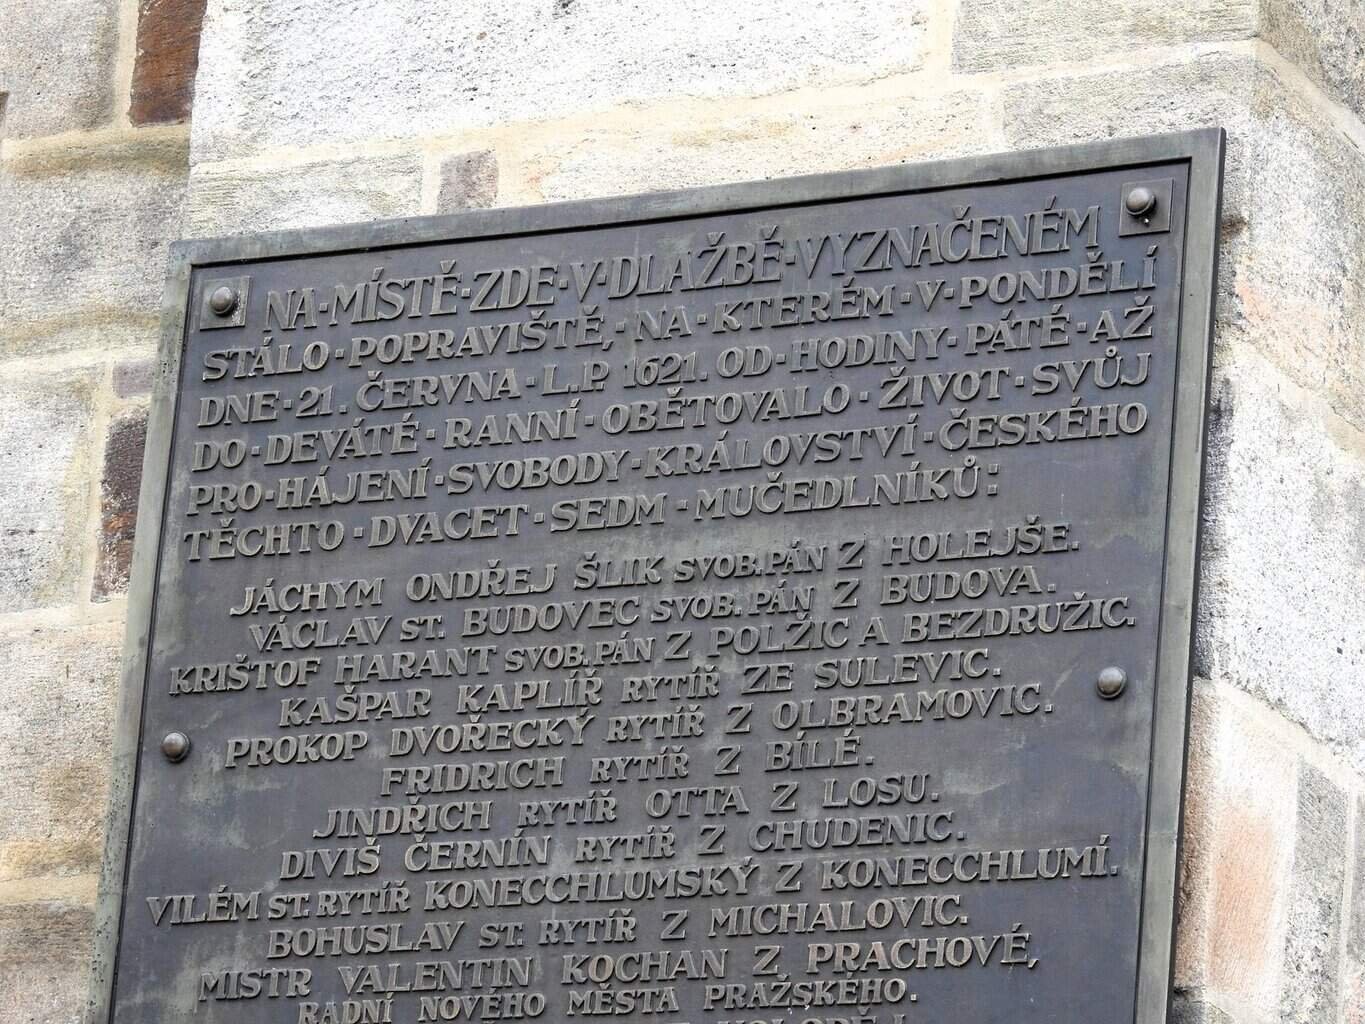 NA·MÍSTĚ·ZDE·V·DLAŽBĚ·VYZNAČENÉM
STÁLO·POPRAVIŠTĚ,·NA·KTERÉM·V·PONDĚLÍ
DNE·21. ČERVNA·L.P. 1621. OD·HODINY·PÁTÉ·AŽ
DO·DEVÁTÉ·RANNÍ·OBĚTOVALO·ŽIVOT·SVŮJ
PRO·HÁJENÍ·SVOBODY·KRÁLOVSTVÍ·ČESKÉHO
TĚCHTO·DVACET·SEDM·MUČEDLNÍKŮ:
JÁCHYM ONDŘEJ ŠLIK SVOB.PÁN Z HOLEJŠE.
VÁCLAV ST. BUDOVEC SVOB.PÁN Z BUDOVA.
KRIŠTOF HARANT SVOB.PÁN Z POLŽIC A BEZDRUŽIC.
KAŠPAR KAPLÍŘ RYTÍŘ ZE SULEVIC.
PROKOP DVOŘECKÝ RYTÍŘ Z OLBRAMOVIC.
FRIDRICH RYTÍŘ Z BÍLÉ.
JINDŘICH RYTÍŘ OTTA Z LOSU.
DIVIŠ ČERNÍN RYTÍŘ Z CHUDENIC.
VILÉM ST. RYTÍŘ KONECCHLUMSKÝ Z KONECCHLUMÍ.
BOHUSLAV ST. RYTÍŘ Z MICHALOVIC.
MISTR VALENTIN KOCHAN Z PRACHOVÉ,
RADNÍ NOVÉHO MĚSTA PRAŽSKÉHO.